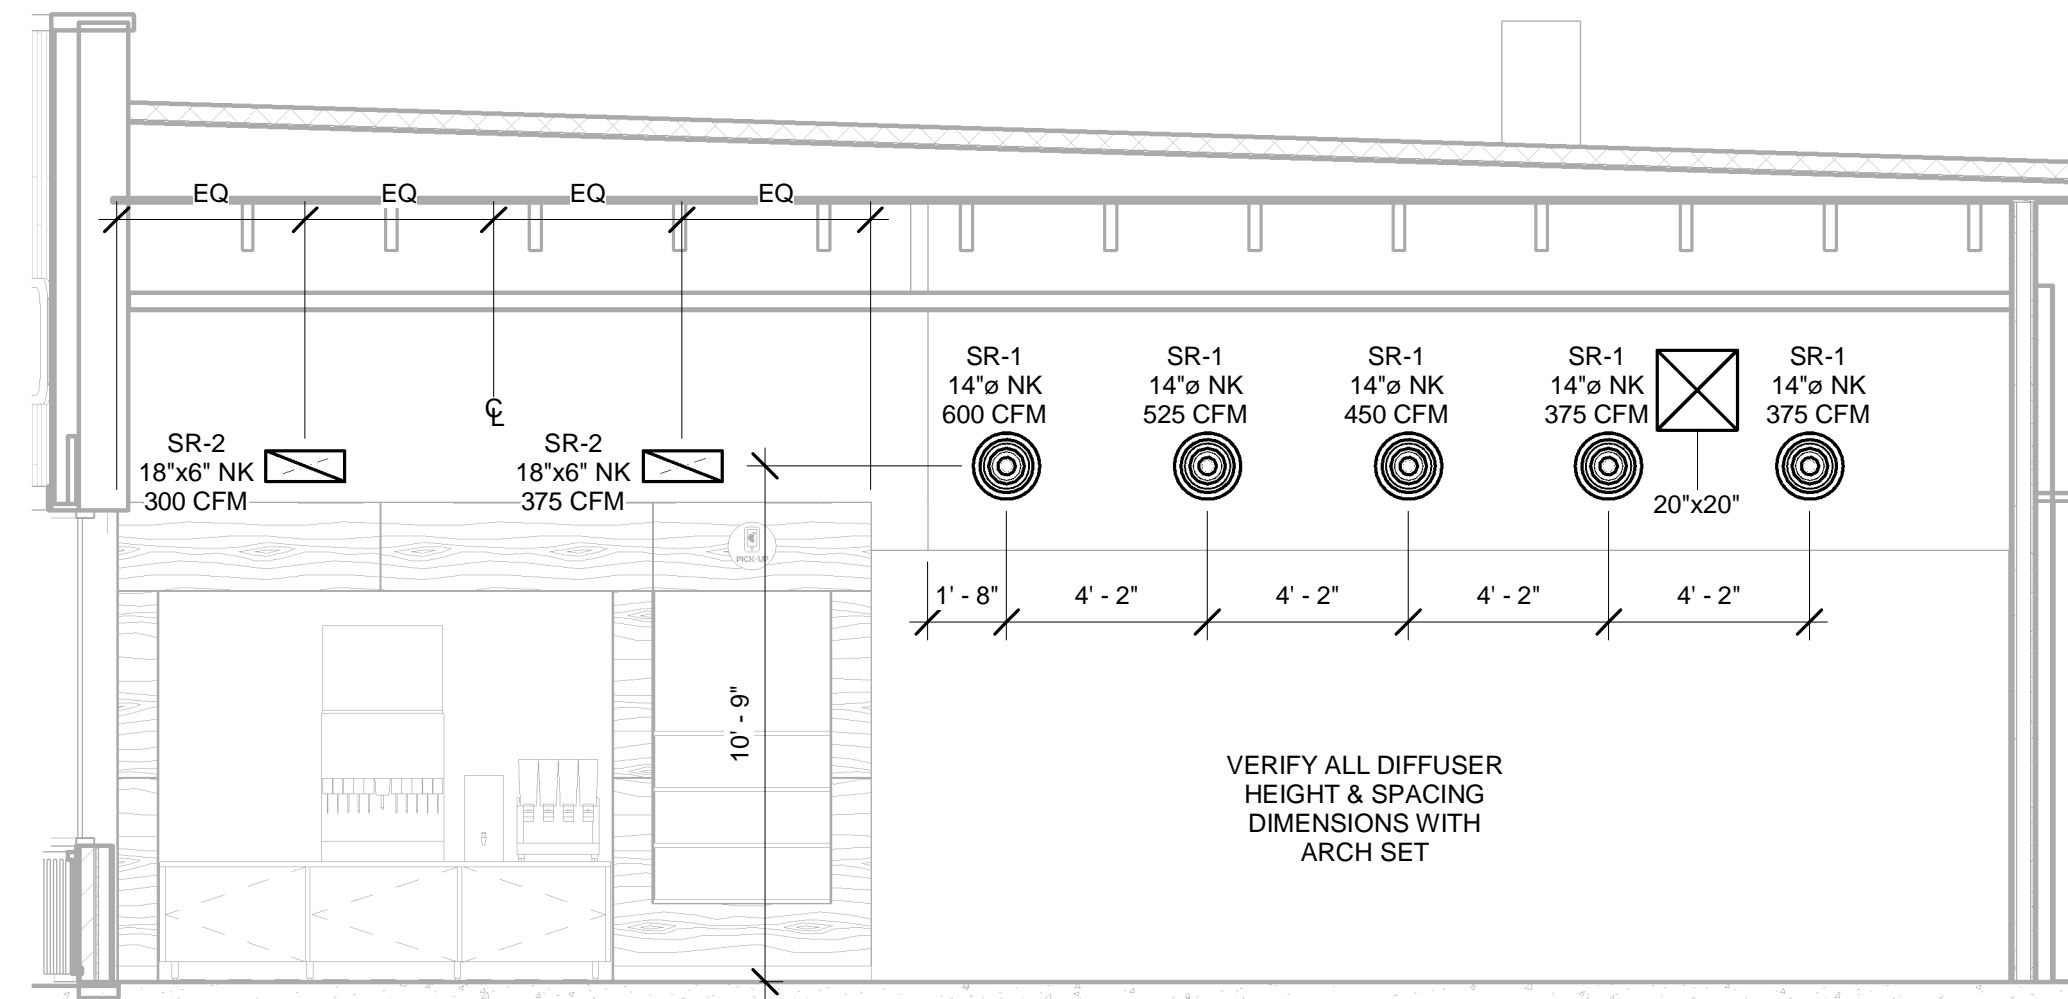 EQ EQ EQ EQ
℄
SR-2
18"x6" NK
300 CFM
SR-2
18"x6" NK
375 CFM
SR-1
14"ø NK
600 CFM
SR-1
14"ø NK
525 CFM
SR-1
14"ø NK
450 CFM
SR-1
14"ø NK
375 CFM
SR-1
14"ø NK
375 CFM
20"x20"
PICK-UP
1' - 8" 4' - 2" 4' - 2" 4' - 2" 4' - 2"
10' - 9"
VERIFY ALL DIFFUSER
HEIGHT & SPACING
DIMENSIONS WITH
ARCH SET